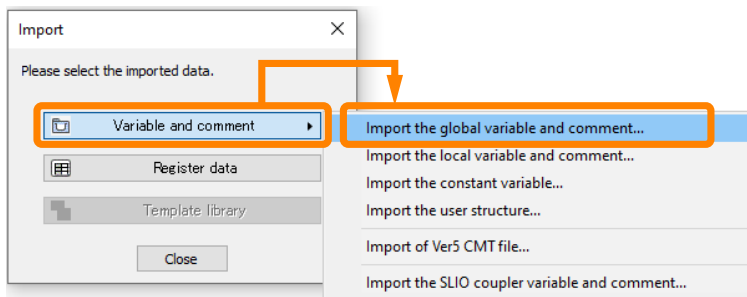 Import
Please select the imported data.
Variable and comment
Register data
Template library
Close
Import the global variable and comment...
Import the local variable and comment...
Import the constant variable...
Import the user structure...
Import of Ver5 CMT file...
Import the SLIO coupler variable and comment...